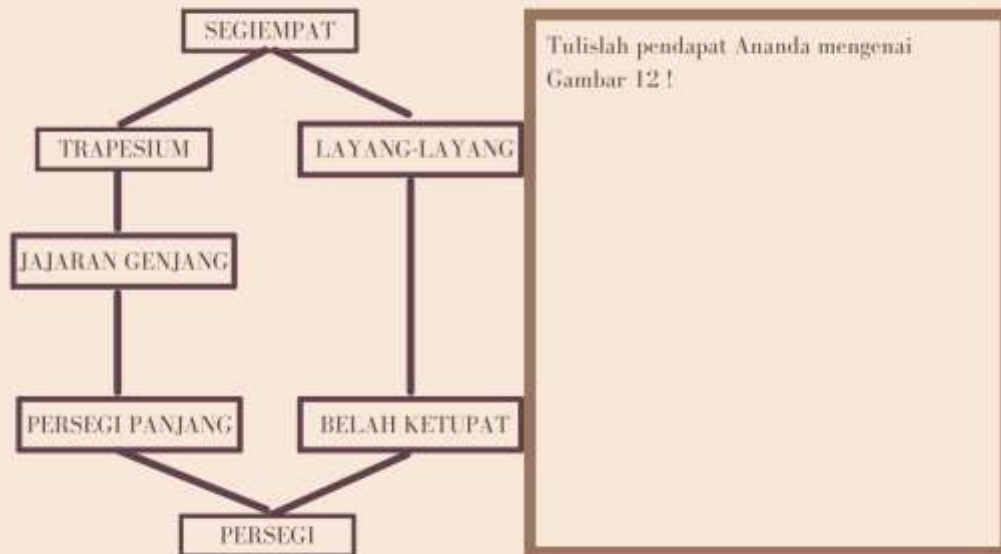 SEGIEMPAT
TRAPESIUM
LAYANG-LAYANG
JAJARAN GENJANG
PERSEGI PANJANG
BELAH KETUPAT
PERSEGI
Tulislah pendapat Ananda mengenai
Gambar 12 !